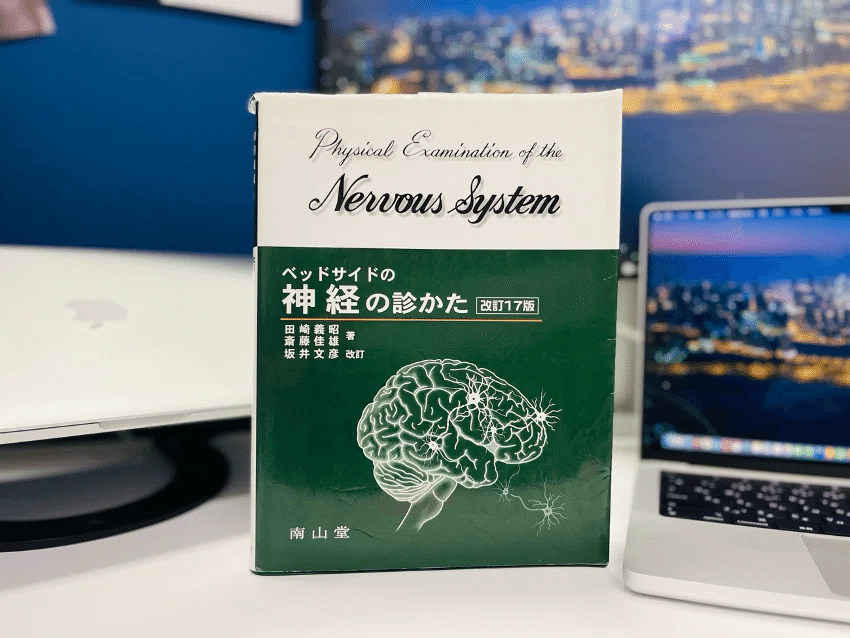 Physical Examination of the
Nervous System
ベッドサイドの
神経の診かた 改訂17版
田崎義昭
斎藤佳雄 著
坂井文彦 改訂
南山堂